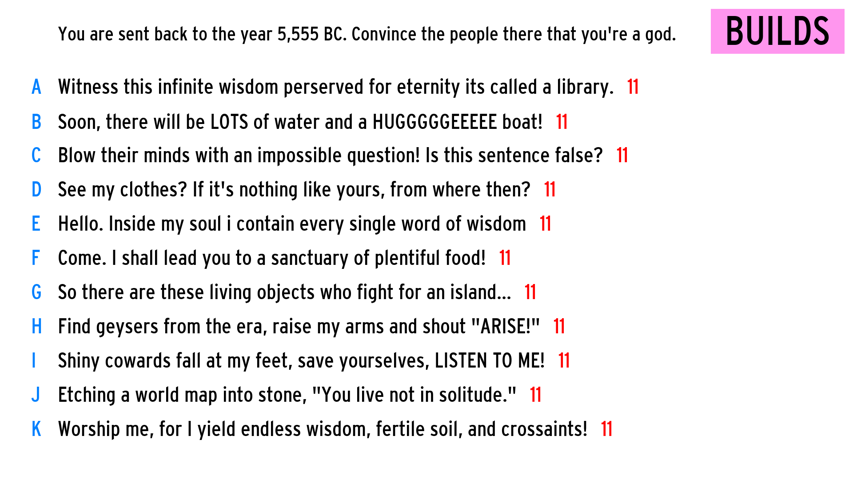 You are sent back to the year 5,555 BC. Convince the people there that you're a god.
BUILDS
A Witness this infinite wisdom perserved for eternity its called a library. 11
B Soon, there will be LOTS of water and a HUGGGGGEEEEE boat! 11
C Blow their minds with an impossible question! Is this sentence false? 11
D See my clothes? If it's nothing like yours, from where then? 11
E Hello. Inside my soul i contain every single word of wisdom 11
F Come. I shall lead you to a sanctuary of plentiful food! 11
G So there are these living objects who fight for an island... 11
H Find geysers from the era, raise my arms and shout "ARISE!" 11
I Shiny cowards fall at my feet, save yourselves, LISTEN TO ME! 11
J Etching a world map into stone, "You live not in solitude." 11
K Worship me, for I yield endless wisdom, fertile soil, and crossaints! 11